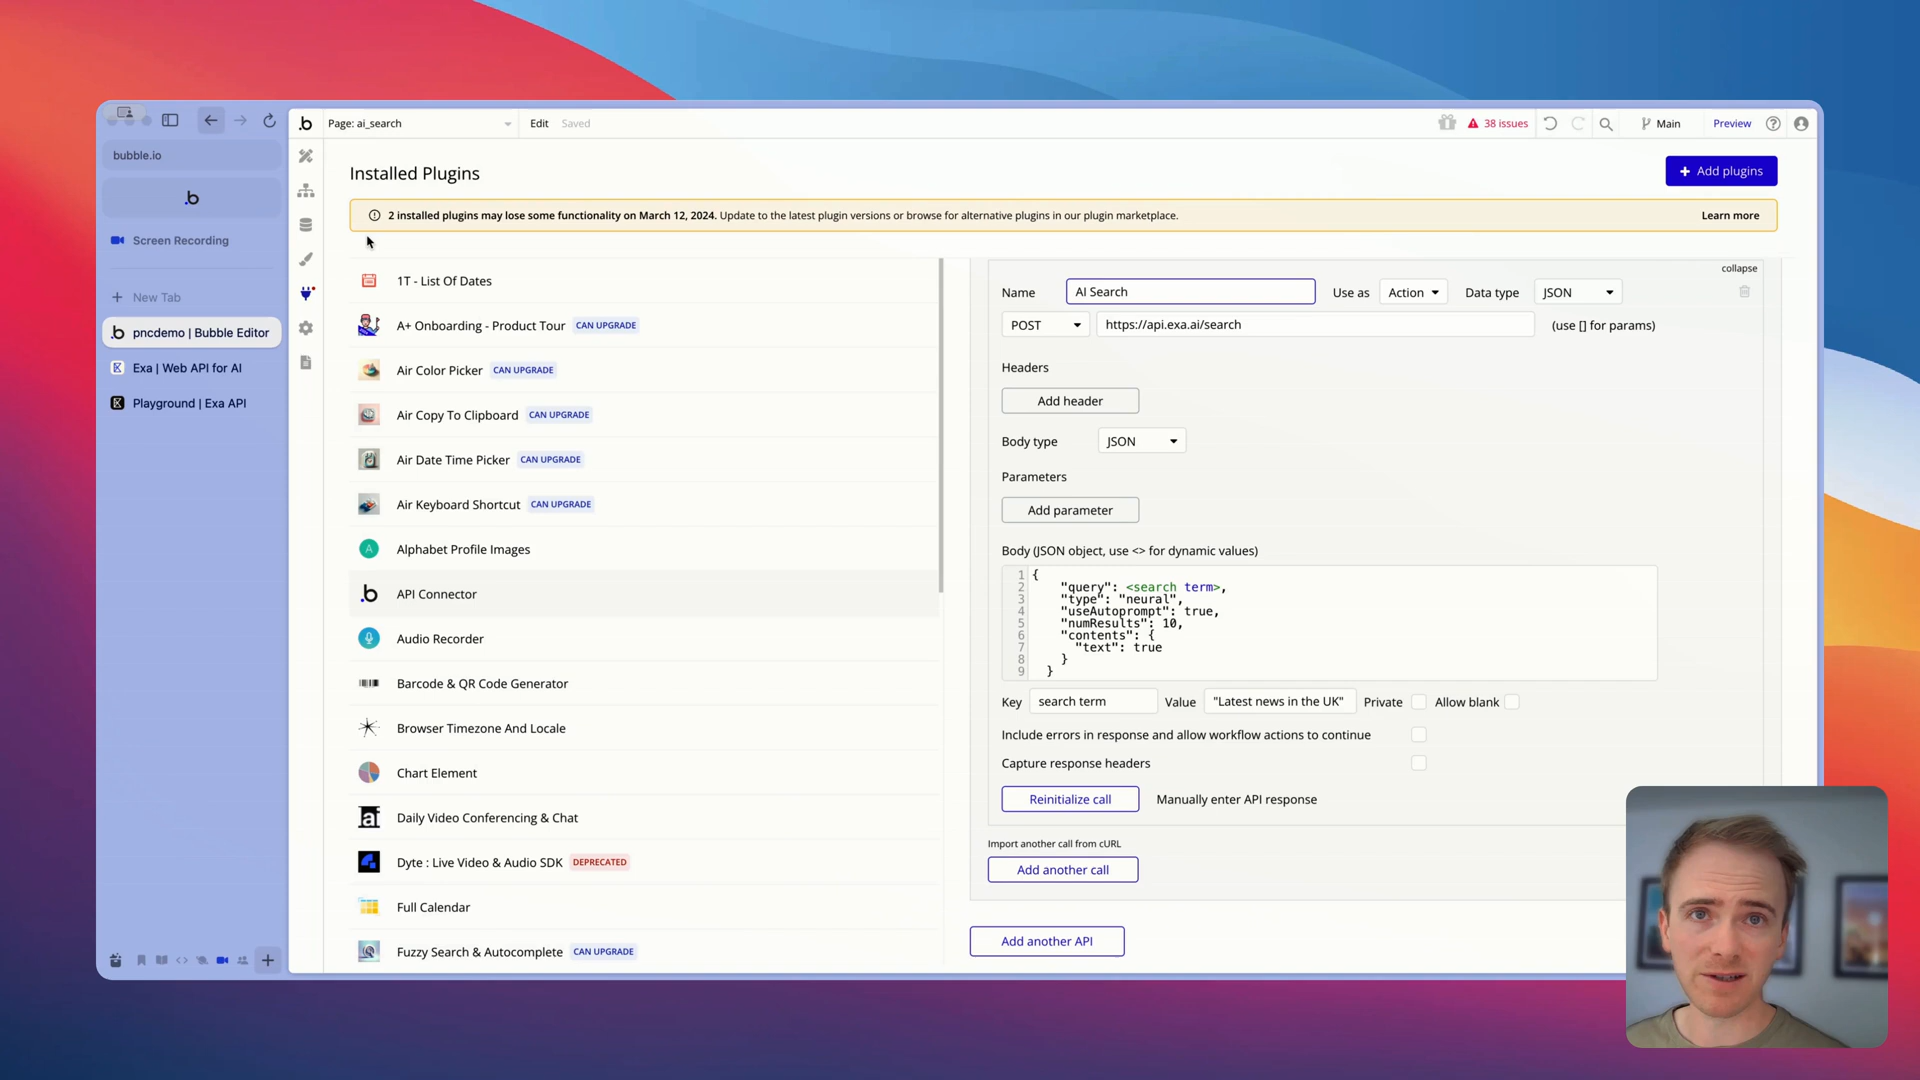 bubble.io
Screen Recording
New Tab
pncdemo | Bubble Editor
Exa | Web API for AI
Playground | Exa API
Page: ai_search
Edit
Saved
38 issues
Main
Preview
Installed Plugins
+ Add plugins
2 installed plugins may lose some functionality on March 12, 2024. Update to the latest plugin versions or browse for alternative plugins in our plugin marketplace.
Learn more
1T - List Of Dates
A+ Onboarding - Product Tour CAN UPGRADE
Air Color Picker CAN UPGRADE
Air Copy To Clipboard CAN UPGRADE
Air Date Time Picker CAN UPGRADE
Air Keyboard Shortcut CAN UPGRADE
Alphabet Profile Images
API Connector
Audio Recorder
Barcode & QR Code Generator
Browser Timezone And Locale
Chart Element
Daily Video Conferencing & Chat
Dyte : Live Video & Audio SDK DEPRECATED
Full Calendar
Fuzzy Search & Autocomplete CAN UPGRADE
collapse
Name AI Search Use as Action Data type JSON
POST https://api.exa.ai/search (use [] for params)
Headers
Add header
Body type JSON
Parameters
Add parameter
Body (JSON object, use <> for dynamic values)
1 {
2 "query": <search term>,
3 "type": "neural",
4 "useAutoprompt": true,
5 "numResults": 10,
6 "contents": {
7 "text": true
8 }
9 }
Key search term Value "Latest news in the UK" Private Allow blank
Include errors in response and allow workflow actions to continue
Capture response headers
Reinitialize call Manually enter API response
Import another call from cURL
Add another call
Add another API